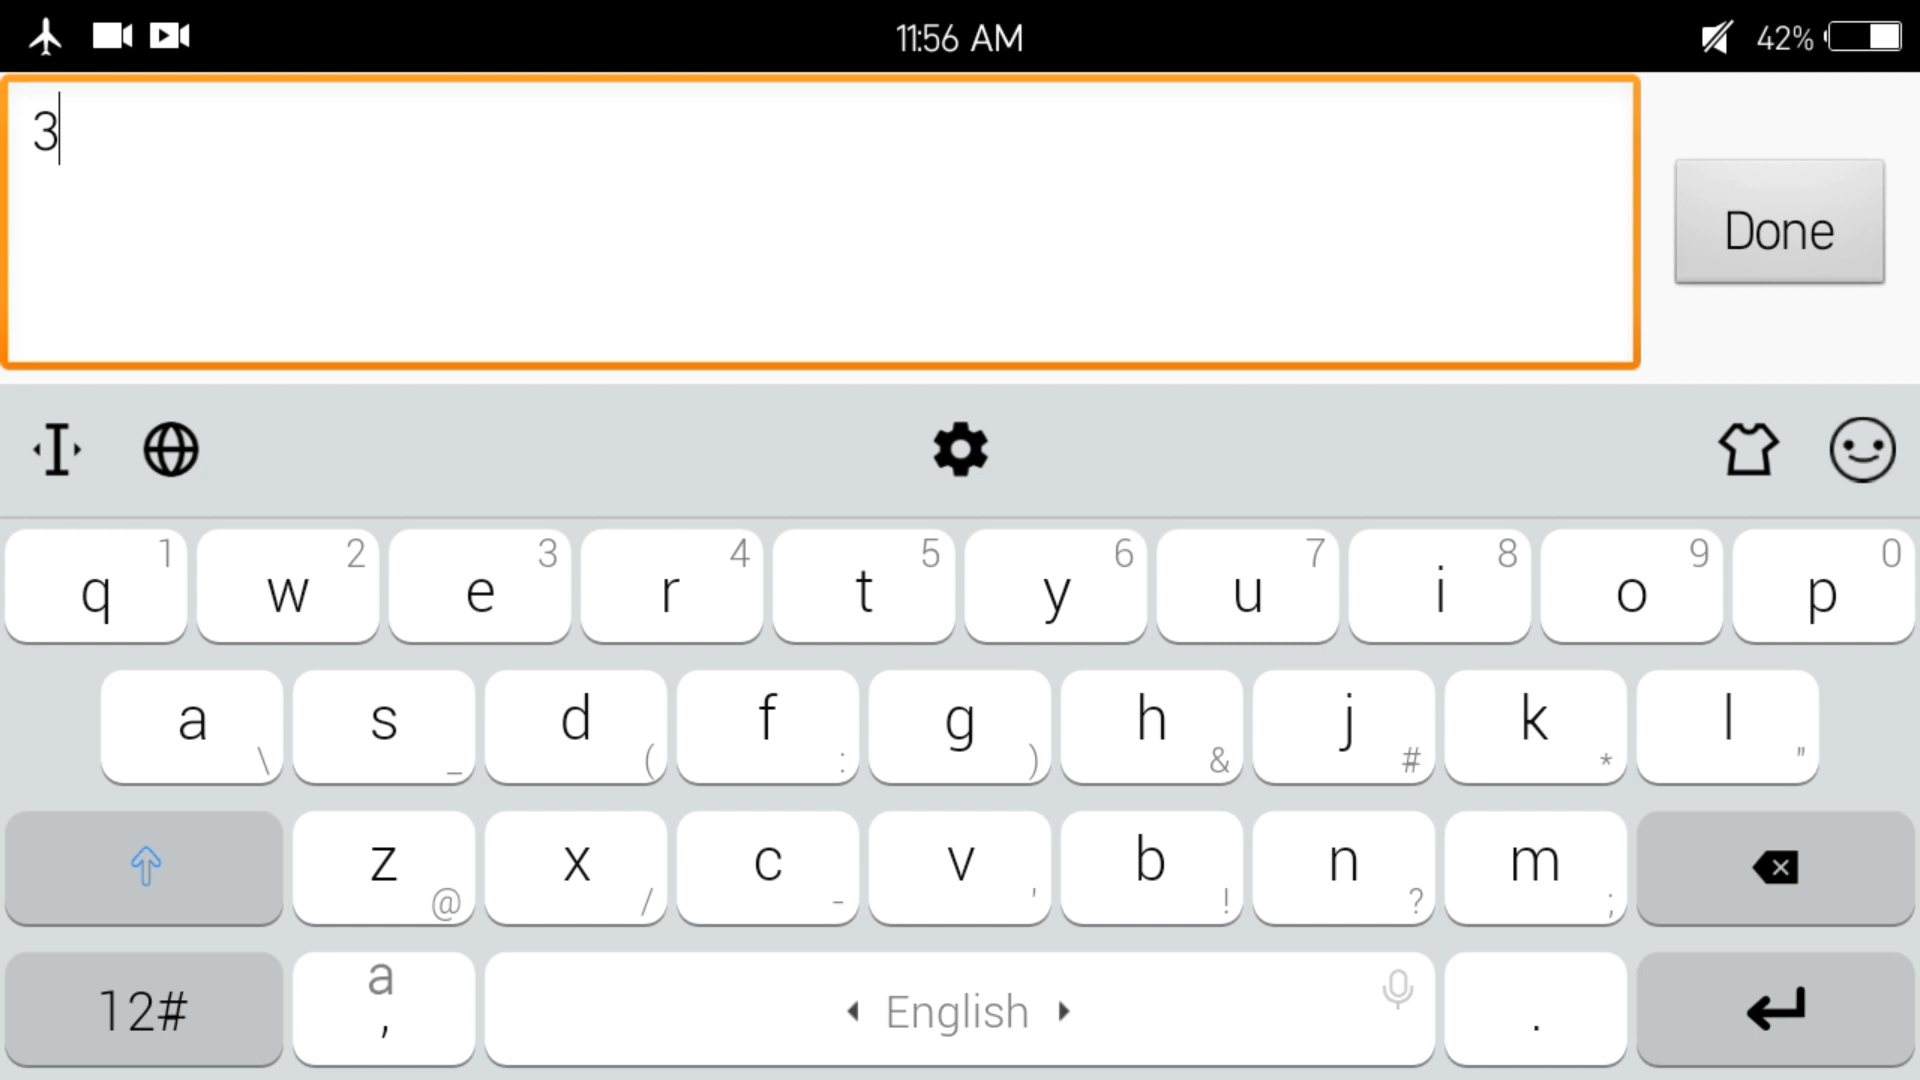 11:56 AM
42%
3
Done
1 2 3 4 5 6 7 8 9 0
q w e r t y u i o p
a s d f g h j k l
\ _ ( : ) & # * "
z x c v b n m
@ / - ' ! ? ;
12# a , English .